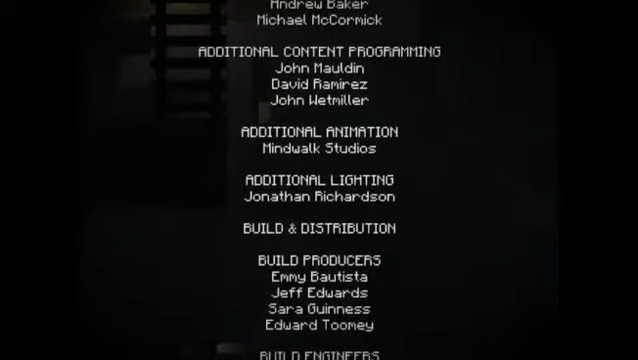 Andrew Baker
Michael McCormick
ADDITIONAL CONTENT PROGRAMMING
John Mauldin
David Ramirez
John Wetmiller
ADDITIONAL ANIMATION
Mindwalk Studios
ADDITIONAL LIGHTING
Jonathan Richardson
BUILD & DISTRIBUTION
BUILD PRODUCERS
Emmy Bautista
Jeff Edwards
Sara Guinness
Edward Toomey
BUILD ENGINEERS